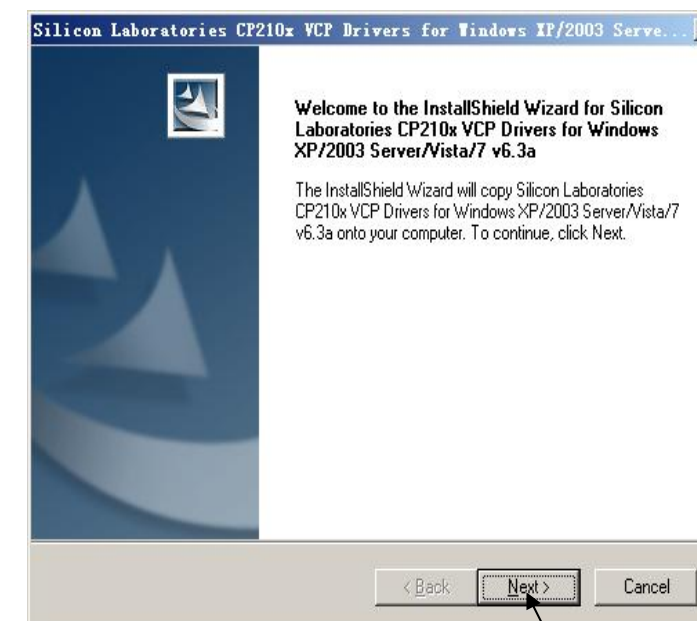 Silicon Laboratories CP210x VCP Drivers for Windows XP/2003 Serve...
Welcome to the InstallShield Wizard for Silicon
Laboratories CP210x VCP Drivers for Windows
XP/2003 Server/Vista/7 v6.3a
The InstallShield Wizard will copy Silicon Laboratories
CP210x VCP Drivers for Windows XP/2003 Server/Vista/7
v6.3a onto your computer. To continue, click Next.
< Back
Next >
Cancel